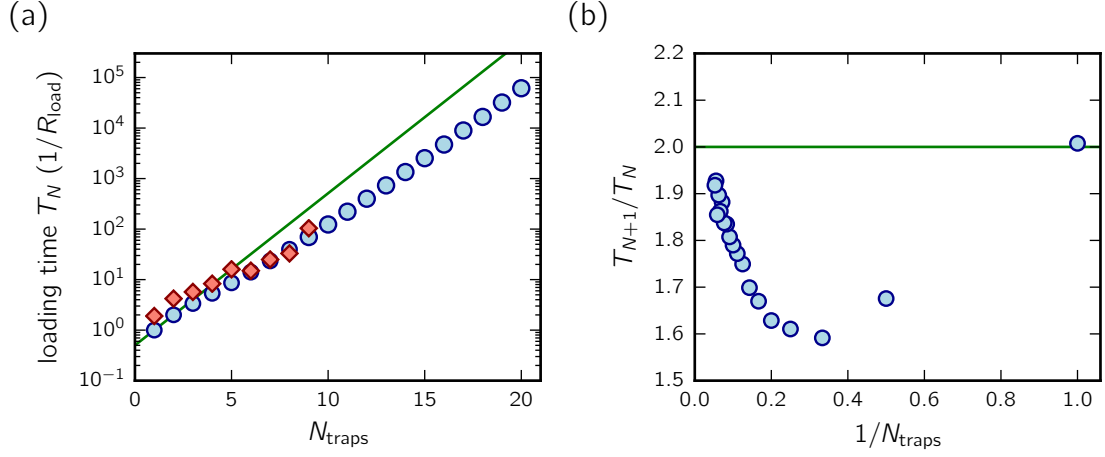 (a)
loading time T_N (1/R_load)
10^5
10^4
10^3
10^2
10^1
10^0
10^−1
0 5 10 15 20
N_traps
(b)
T_{N+1}/T_N
2.2
2.1
2.0
1.9
1.8
1.7
1.6
1.5
0.0 0.2 0.4 0.6 0.8 1.0
1/N_traps